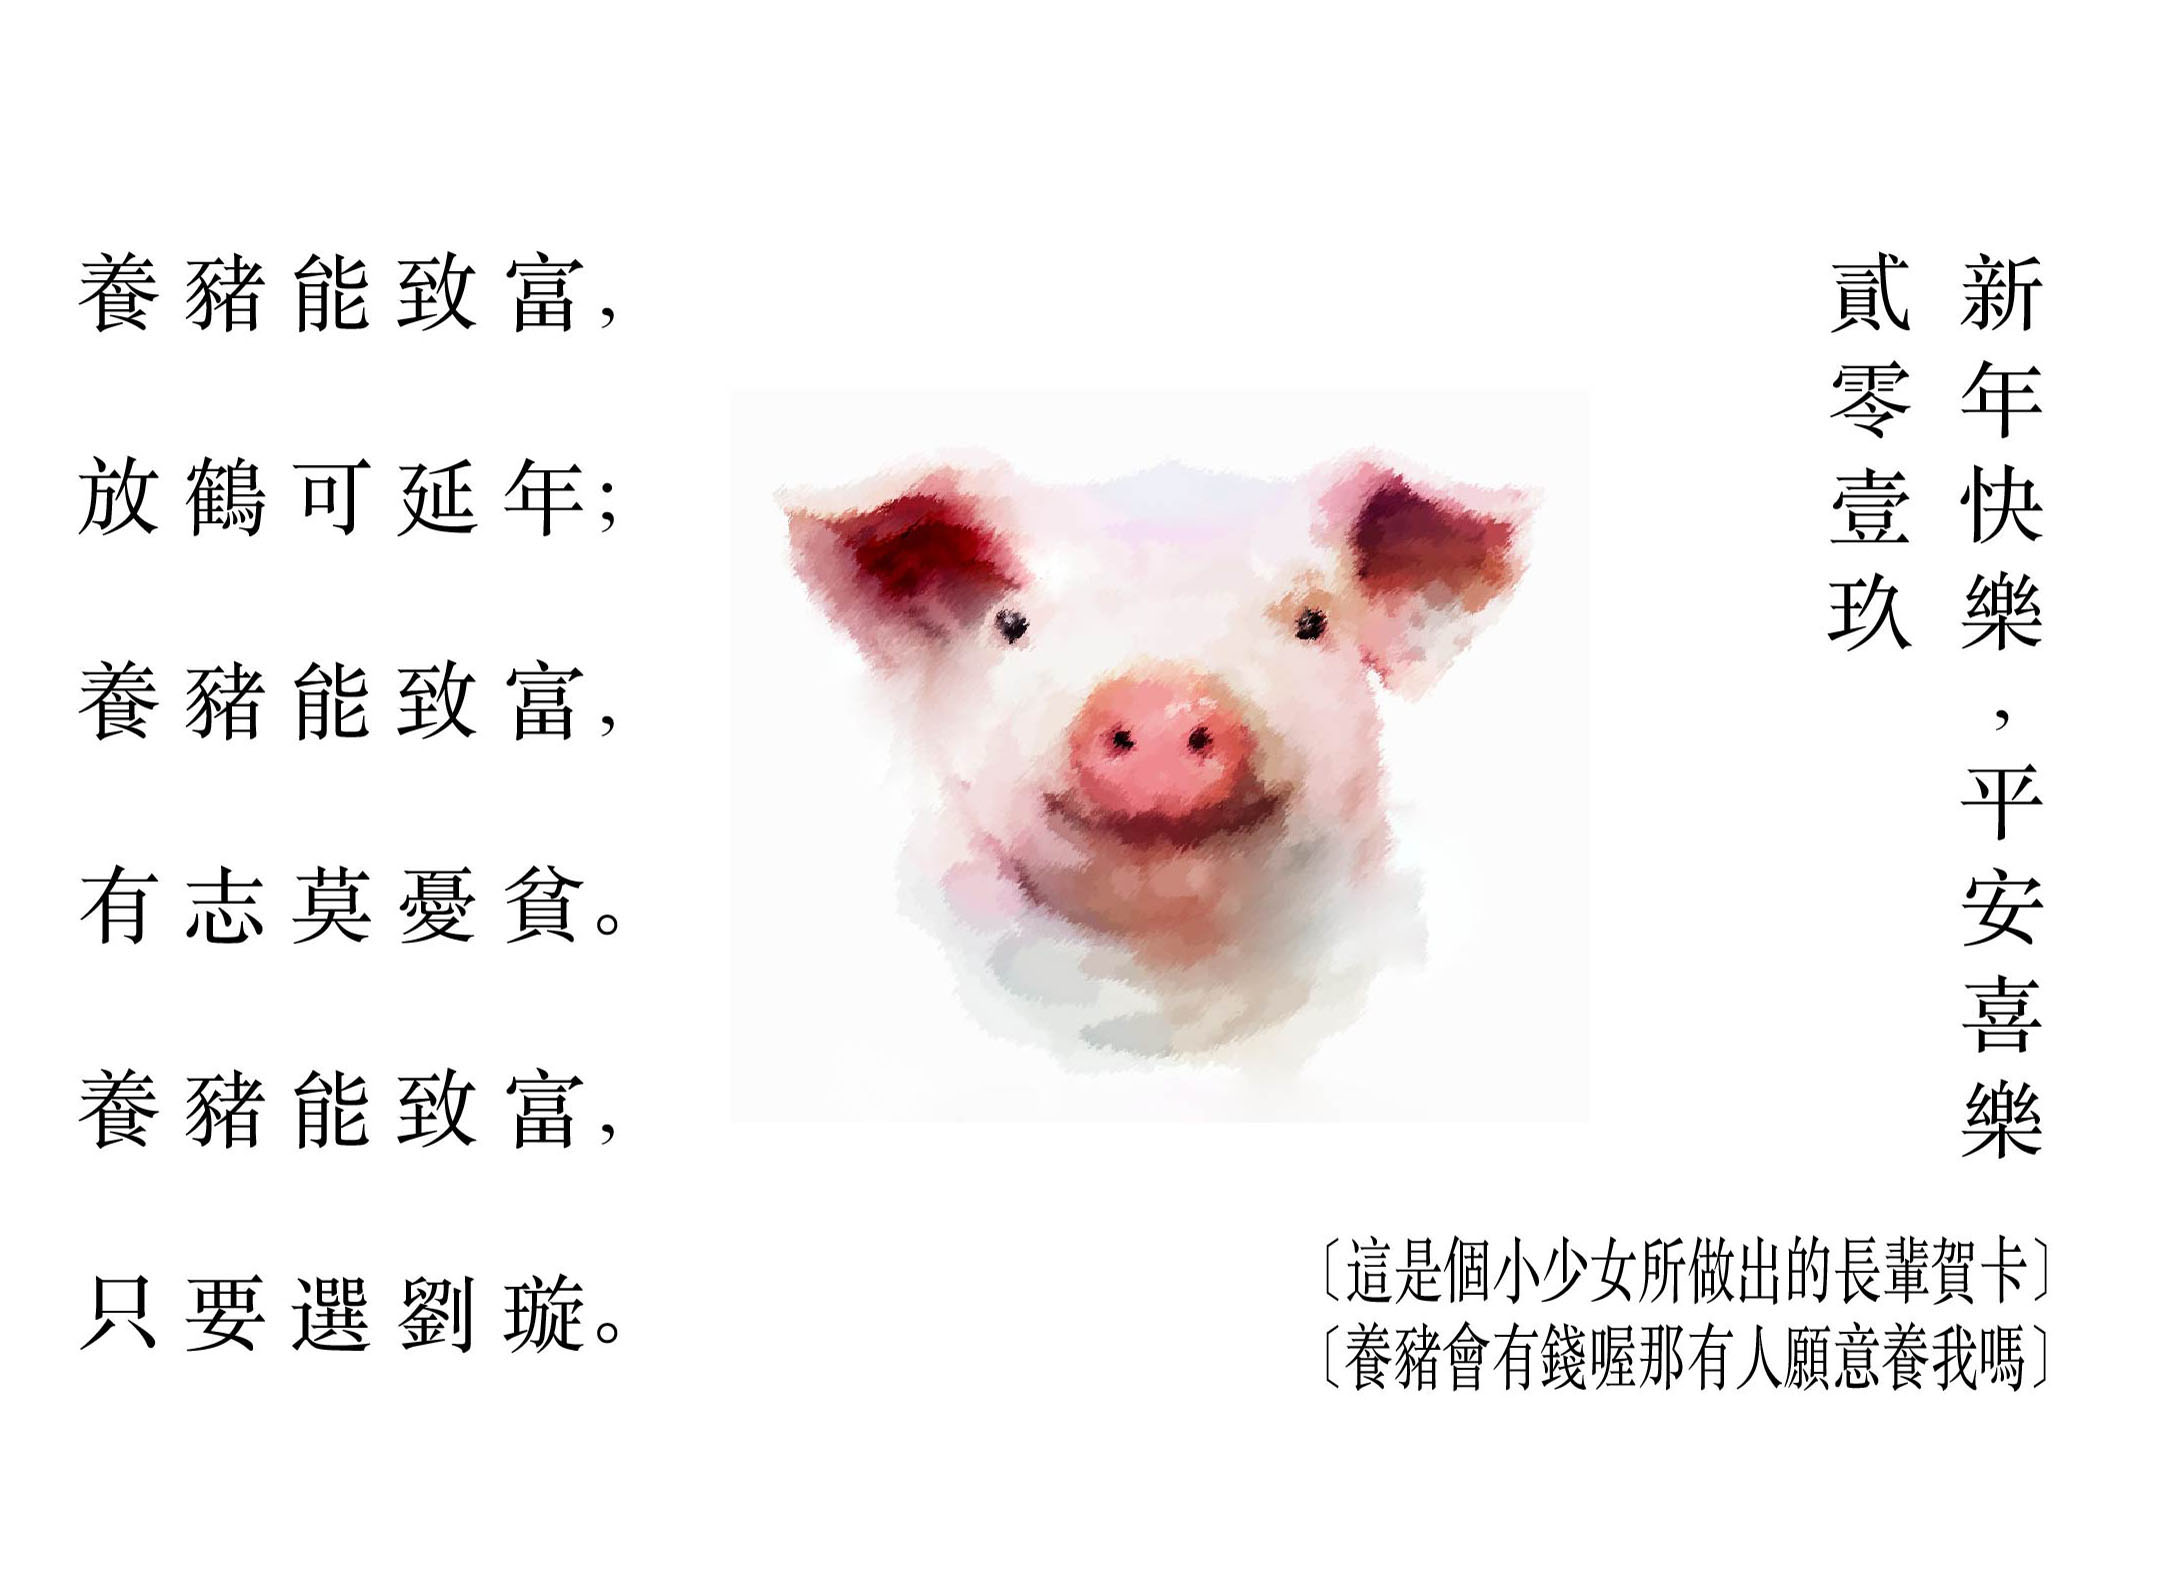 養豬能致富，
放鶴可延年；
養豬能致富，
有志莫憂貧。
養豬能致富，
只要選劉璇。
新年快樂，平安喜樂
貳零壹玖
〔這是個小少女所做出的長輩賀卡〕
〔養豬會有錢喔那有人願意養我嗎〕